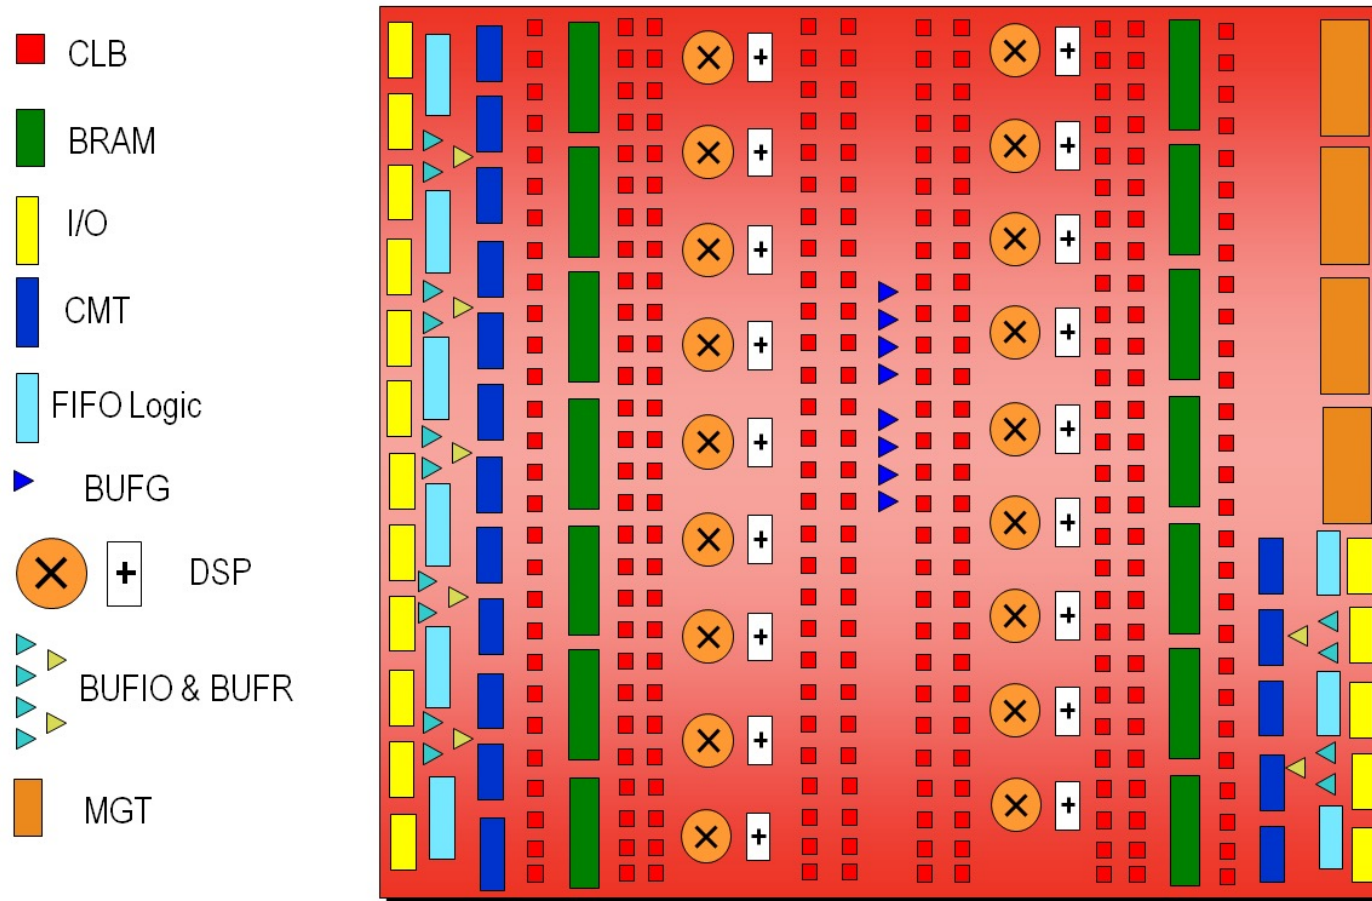 CLB
BRAM
I/O
CMT
FIFO Logic
BUFG
DSP
BUFIO & BUFR
MGT